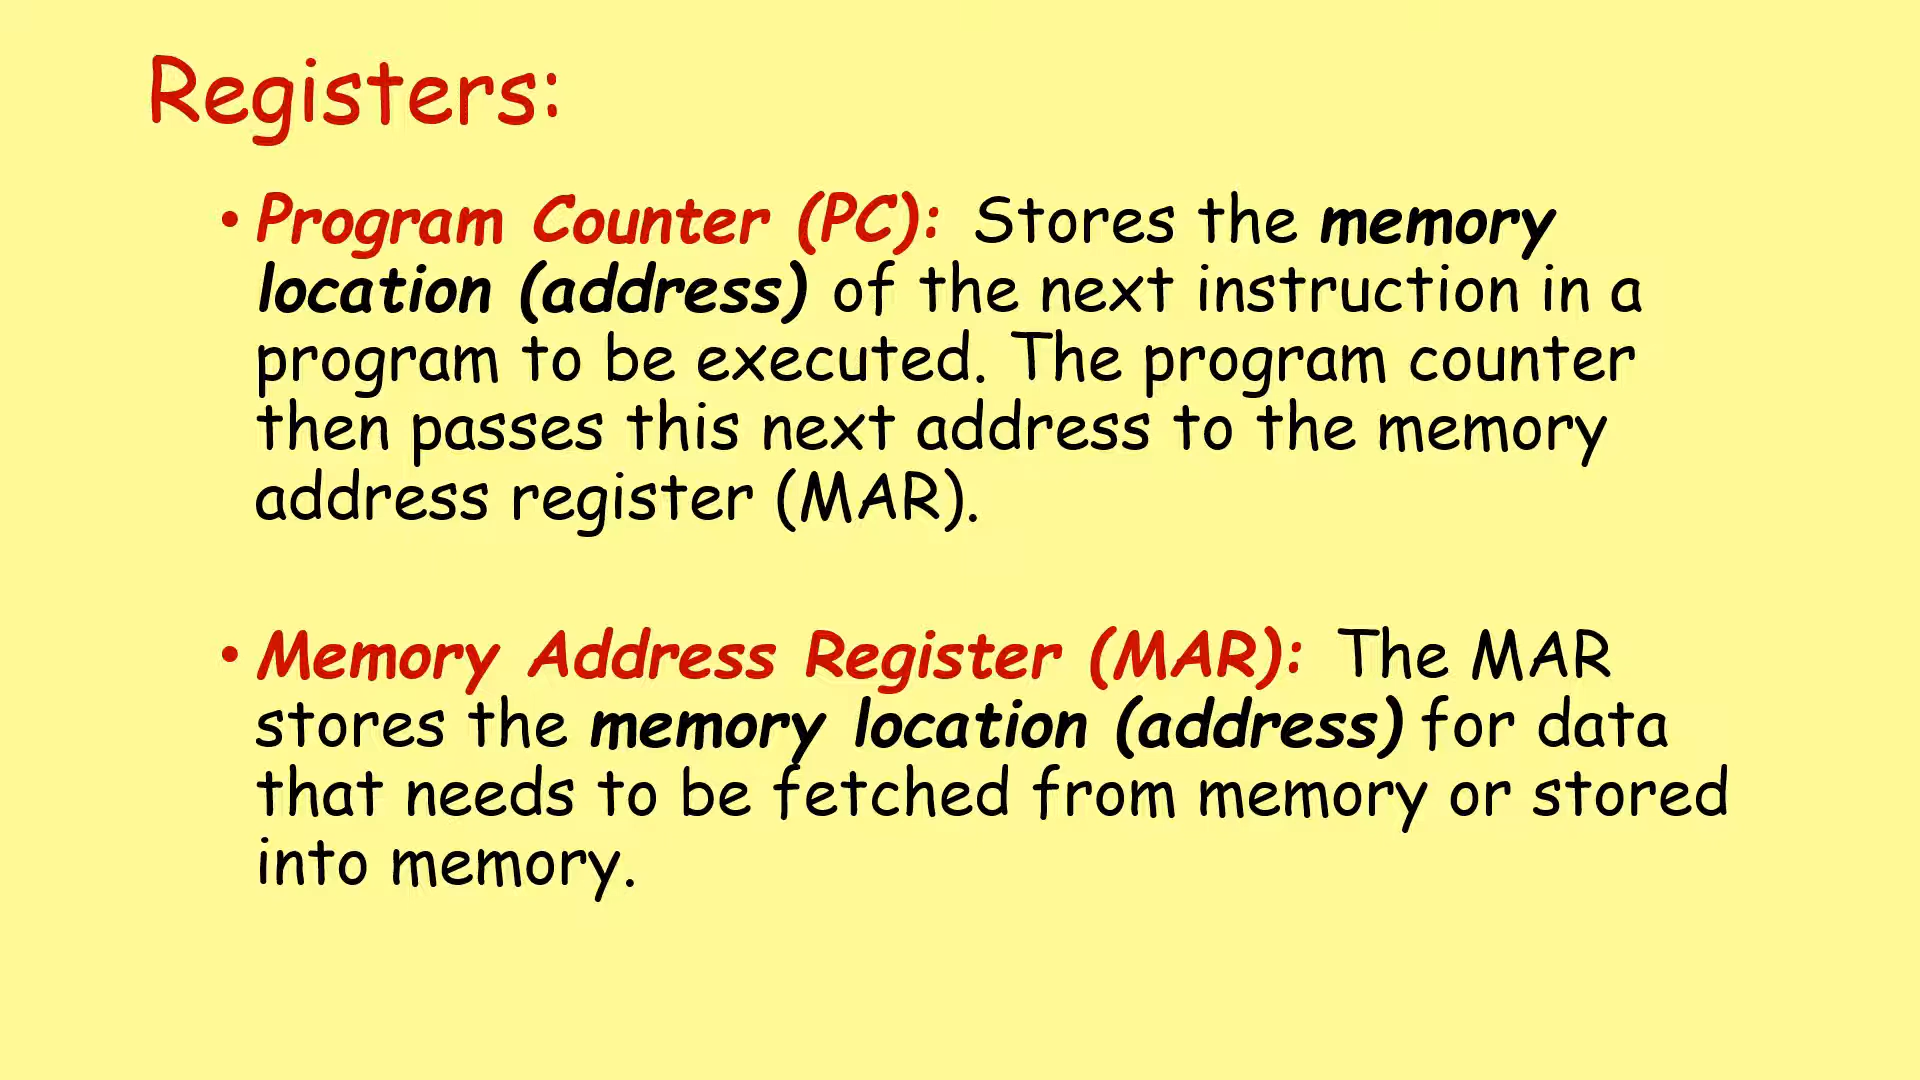 Registers:
• Program Counter (PC): Stores the memory
location (address) of the next instruction in a
program to be executed. The program counter
then passes this next address to the memory
address register (MAR).
• Memory Address Register (MAR): The MAR
stores the memory location (address) for data
that needs to be fetched from memory or stored
into memory.